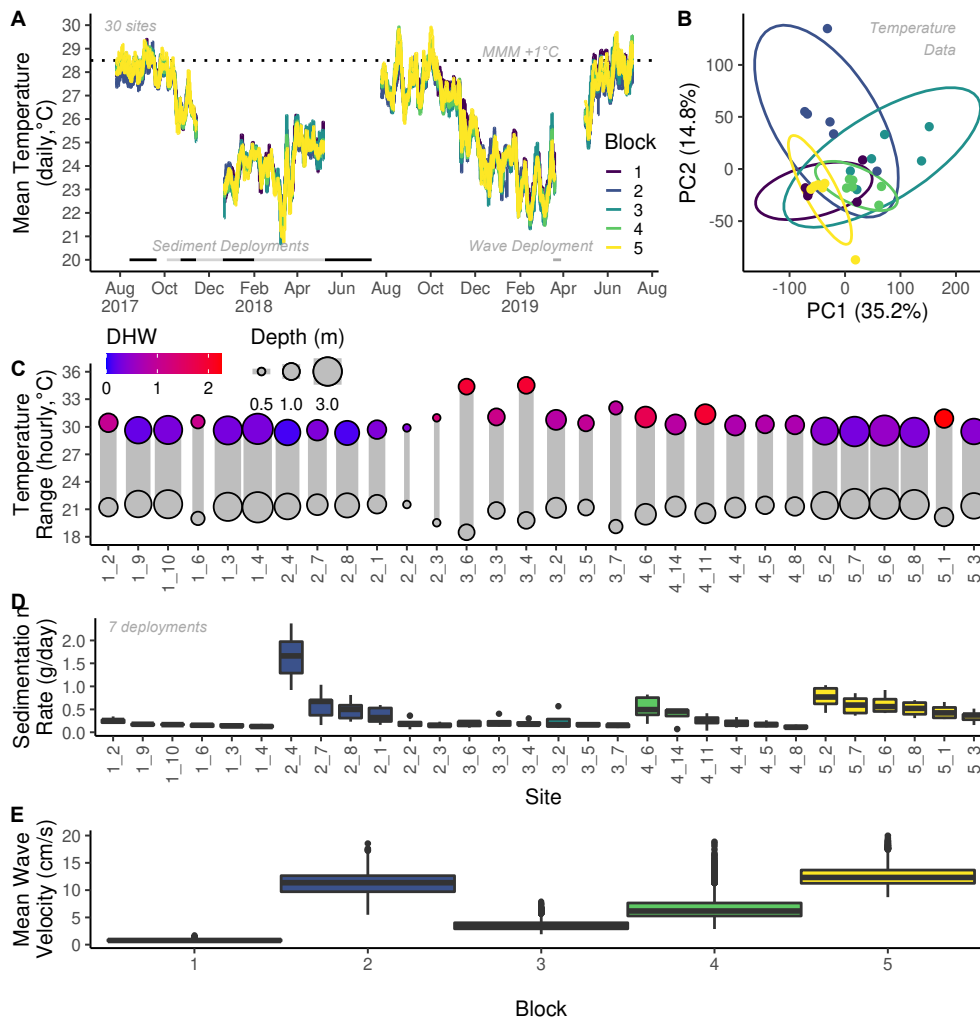 A
30 sites
MMM +1°C
Mean Temperature
(daily,°C)
30
29
28
27
26
25
24
23
22
21
20
Block
1
2
3
4
5
Sediment Deployments
Wave Deployment
Aug
2017
Oct
Dec
Feb
2018
Apr
Jun
Aug
Oct
Dec
Feb
2019
Apr
Jun
Aug
B
Temperature
Data
PC2 (14.8%)
100
50
0
-50
-100
0
100
200
PC1 (35.2%)
C
DHW
0 1 2
Depth (m)
0.5 1.0 3.0
Temperature
Range (hourly,°C)
36
33
30
27
24
21
18
1_2 1_9 1_10 1_6 1_3 1_4 2_4 2_7 2_8 2_1 2_2 2_3 3_6 3_3 3_4 3_2 3_5 3_7 4_6 4_14 4_11 4_4 4_5 4_8 5_2 5_7 5_6 5_8 5_1 5_3
D
7 deployments
Sedimentatio n
Rate (g/day)
2.0
1.5
1.0
0.5
0.0
1_2 1_9 1_10 1_6 1_3 1_4 2_4 2_7 2_8 2_1 2_2 2_3 3_6 3_3 3_4 3_2 3_5 3_7 4_6 4_14 4_11 4_4 4_5 4_8 5_2 5_7 5_6 5_8 5_1 5_3
Site
E
Mean Wave
Velocity (cm/s)
20
15
10
5
0
1 2 3 4 5
Block